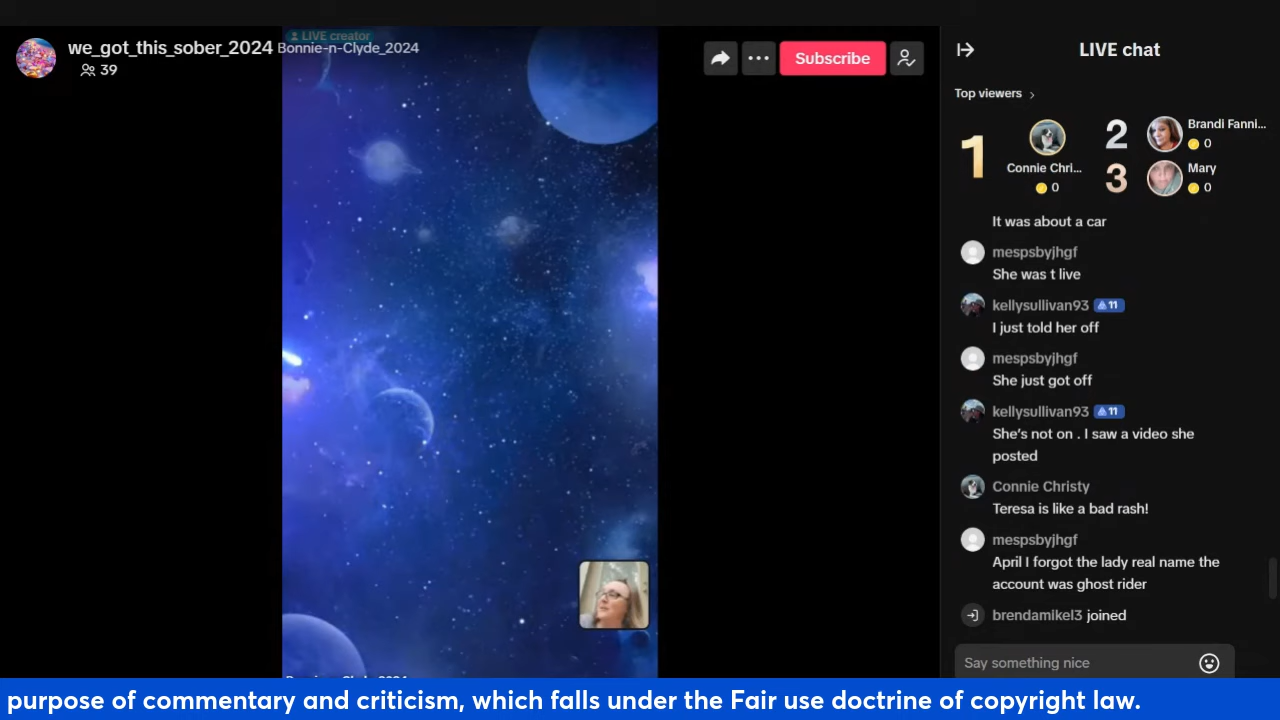 LIVE creator
we_got_this_sober_2024
Bonnie-n-Clyde_2024
39
Subscribe
LIVE chat
Top viewers
1
Connie Chri...
0
2
Brandi Fanni...
0
3
Mary
0
It was about a car
mespsbyjhgf
She was t live
kellysullivan93 11
I just told her off
mespsbyjhgf
She just got off
kellysullivan93 11
She's not on . I saw a video she
posted
Connie Christy
Teresa is like a bad rash!
mespsbyjhgf
April I forgot the lady real name the
account was ghost rider
brendamikel3 joined
Say something nice
purpose of commentary and criticism, which falls under the Fair use doctrine of copyright law.